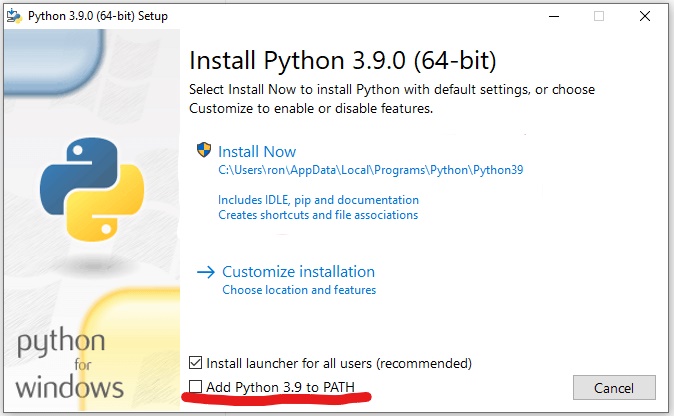 Python 3.9.0 (64-bit) Setup
Install Python 3.9.0 (64-bit)
Select Install Now to install Python with default settings, or choose
Customize to enable or disable features.
Install Now
C:\Users\ron\AppData\Local\Programs\Python\Python39
Includes IDLE, pip and documentation
Creates shortcuts and file associations
Customize installation
Choose location and features
Install launcher for all users (recommended)
Add Python 3.9 to PATH
Cancel
python
for
windows